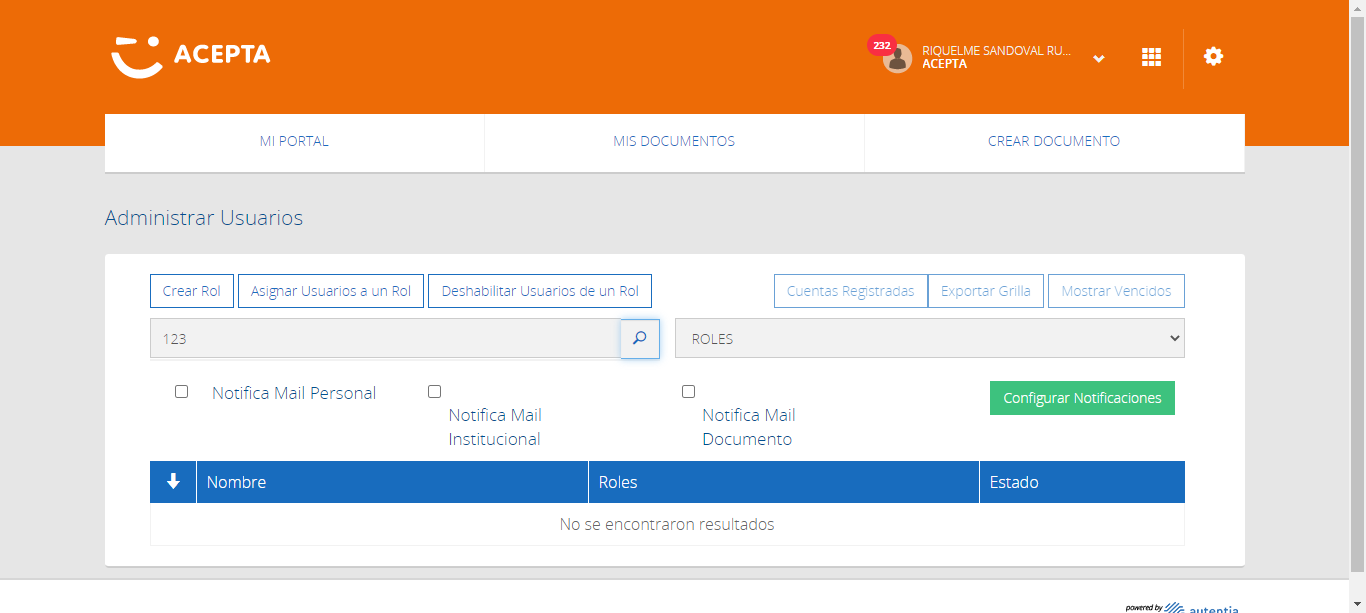 ACEPTA
232
RIQUELME SANDOVAL RU...
ACEPTA
MI PORTAL
MIS DOCUMENTOS
CREAR DOCUMENTO
Administrar Usuarios
Crear Rol
Asignar Usuarios a un Rol
Deshabilitar Usuarios de un Rol
Cuentas Registradas
Exportar Grilla
Mostrar Vencidos
123
ROLES
Notifica Mail Personal
Notifica Mail
Institucional
Notifica Mail
Documento
Configurar Notificaciones
Nombre
Roles
Estado
No se encontraron resultados
powered by autentia